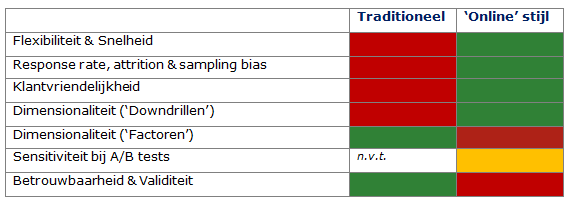 Traditioneel ‘Online’ stijl
Flexibiliteit & Snelheid
Response rate, attrition & sampling bias
Klantvriendelijkheid
Dimensionaliteit (‘Downdrillen’)
Dimensionaliteit (‘Factoren’)
Sensitiviteit bij A/B tests n.v.t.
Betrouwbaarheid & Validiteit